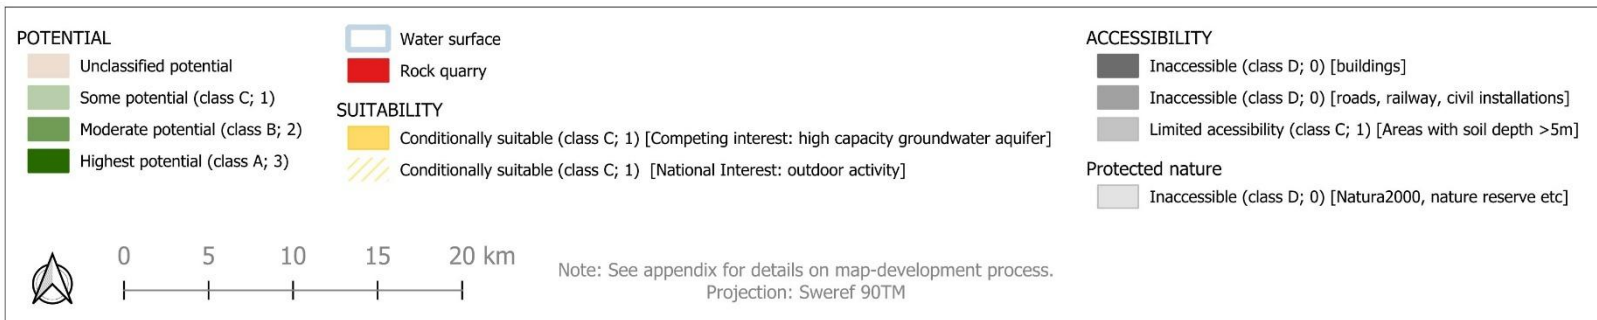 POTENTIAL
Unclassified potential
Some potential (class C; 1)
Moderate potential (class B; 2)
Highest potential (class A; 3)
Water surface
Rock quarry
SUITABILITY
Conditionally suitable (class C; 1) [Competing interest: high capacity groundwater aquifer]
Conditionally suitable (class C; 1) [National Interest: outdoor activity]
ACCESSIBILITY
Inaccessible (class D; 0) [buildings]
Inaccessible (class D; 0) [roads, railway, civil installations]
Limited acessibility (class C; 1) [Areas with soil depth >5m]
Protected nature
Inaccessible (class D; 0) [Natura2000, nature reserve etc]
0 5 10 15 20 km
Note: See appendix for details on map-development process.
Projection: Sweref 90TM